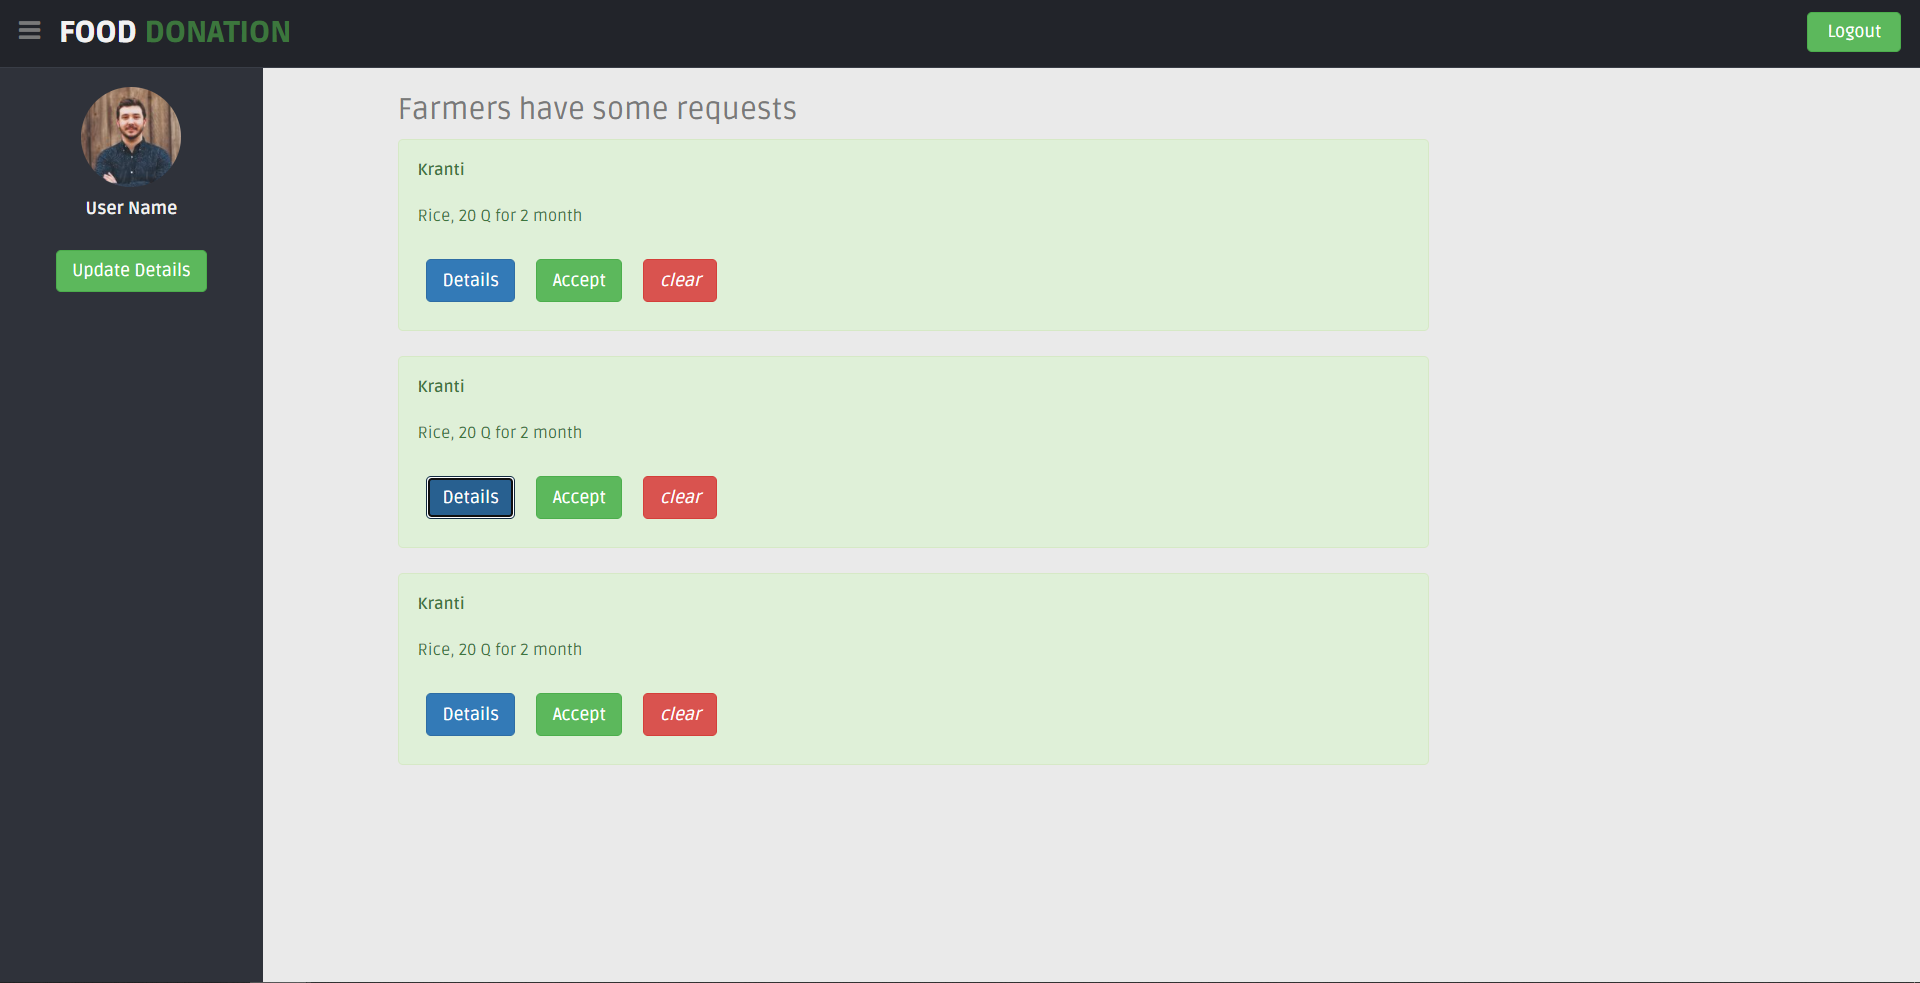 FOOD DONATION
Logout
User Name
Update Details
Farmers have some requests
Kranti
Rice, 20 Q for 2 month
Details Accept clear
Kranti
Rice, 20 Q for 2 month
Details Accept clear
Kranti
Rice, 20 Q for 2 month
Details Accept clear